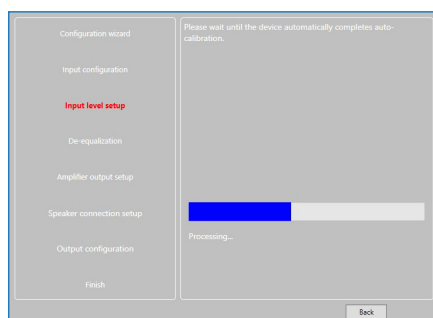 Configuration wizard
Input configuration
Input level setup
De-equalization
Amplifier output setup
Speaker connection setup
Output configuration
Finish
Please wait until the device automatically completes auto-
calibration.
Processing...
Back